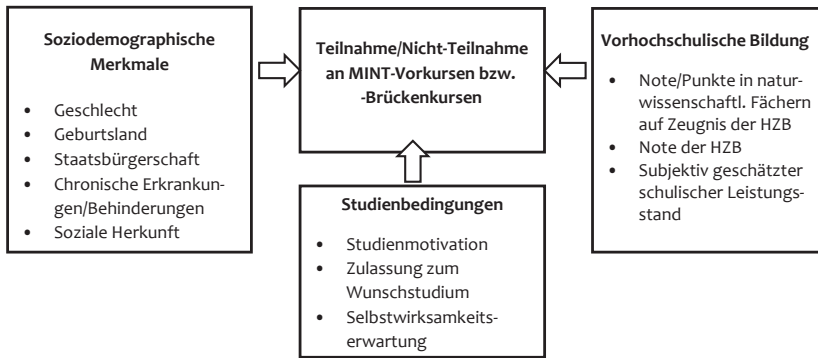 Soziodemographische
Merkmale
• Geschlecht
• Geburtsland
• Staatsbürgerschaft
• Chronische Erkrankun-
gen/Behinderungen
• Soziale Herkunft
Teilnahme/Nicht-Teilnahme
an MINT-Vorkursen bzw.
-Brückenkursen
Vorhochschulische Bildung
• Note/Punkte in natur-
wissenschaftl. Fächern
auf Zeugnis der HZB
• Note der HZB
• Subjektiv geschätzter
schulischer Leistungs-
stand
Studienbedingungen
• Studienmotivation
• Zulassung zum
Wunschstudium
• Selbstwirksamkeits-
erwartung